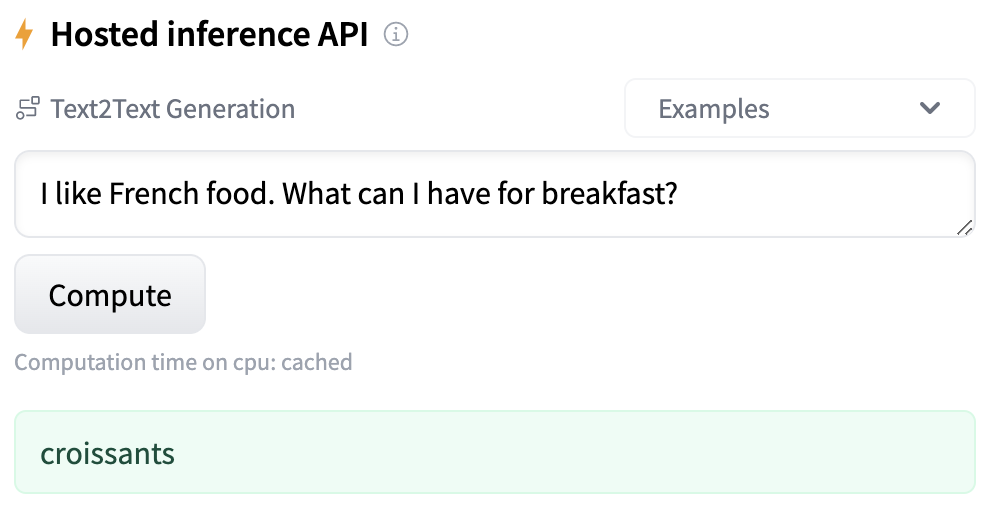 Hosted inference API
Text2Text Generation
Examples
I like French food. What can I have for breakfast?
Compute
Computation time on cpu: cached
croissants